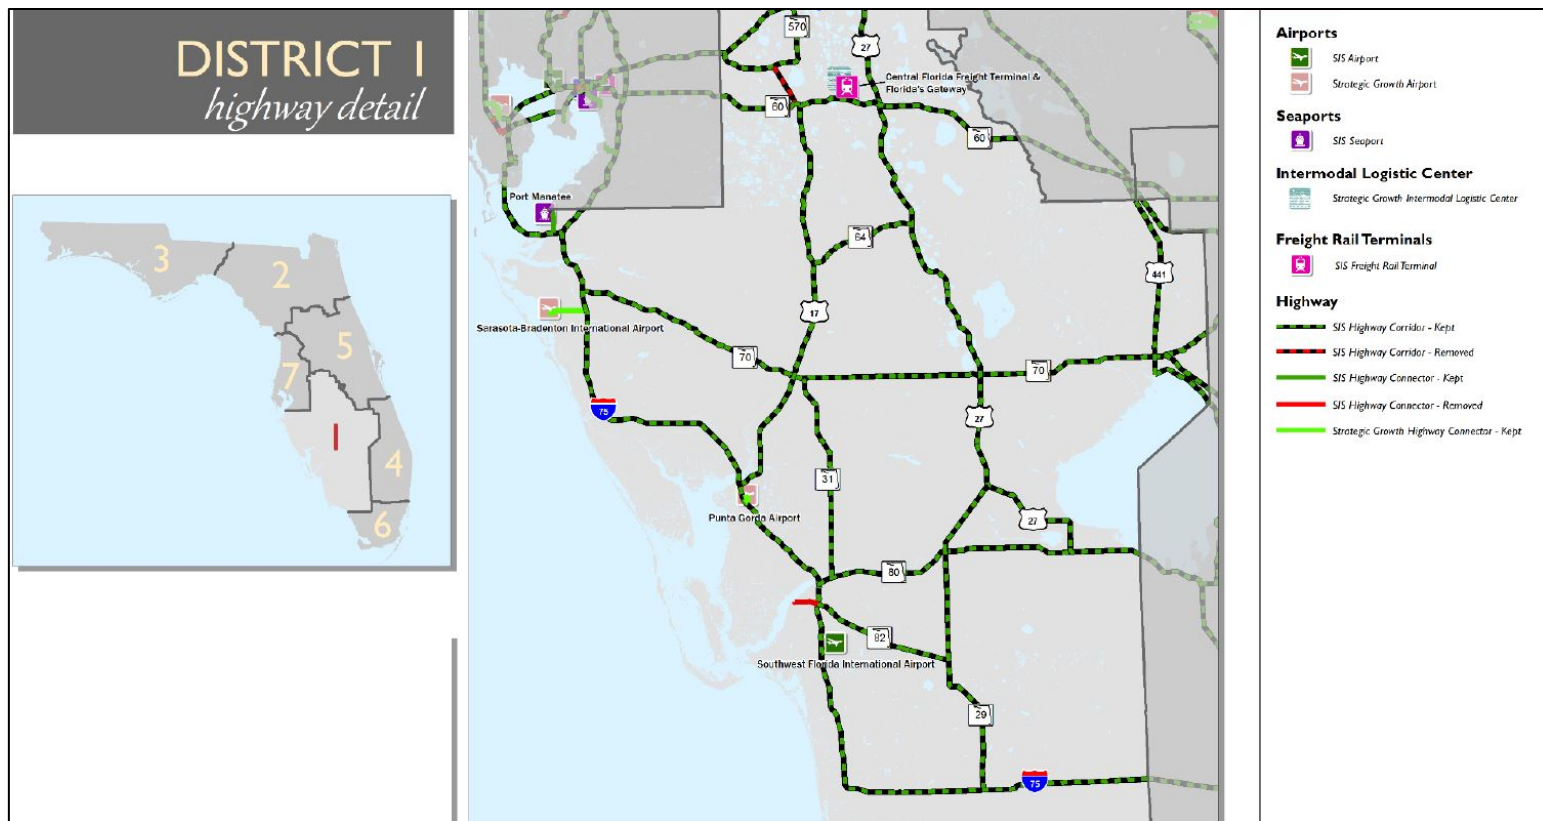 DISTRICT 1
highway detail
3
2
5
7
1
4
6
570
27
Central Florida Freight Terminal &
Florida's Gateway
60
60
Port Manatee
64
441
17
Sarasota-Bradenton International Airport
70
70
75
27
31
Punta Gorda Airport
27
80
82
Southwest Florida International Airport
29
75
Airports
SIS Airport
Strategic Growth Airport
Seaports
SIS Seaport
Intermodal Logistic Center
Strategic Growth Intermodal Logistic Center
Freight Rail Terminals
SIS Freight Rail Terminal
Highway
SIS Highway Corridor - Kept
SIS Highway Corridor - Removed
SIS Highway Connector - Kept
SIS Highway Connector - Removed
Strategic Growth Highway Connector - Kept